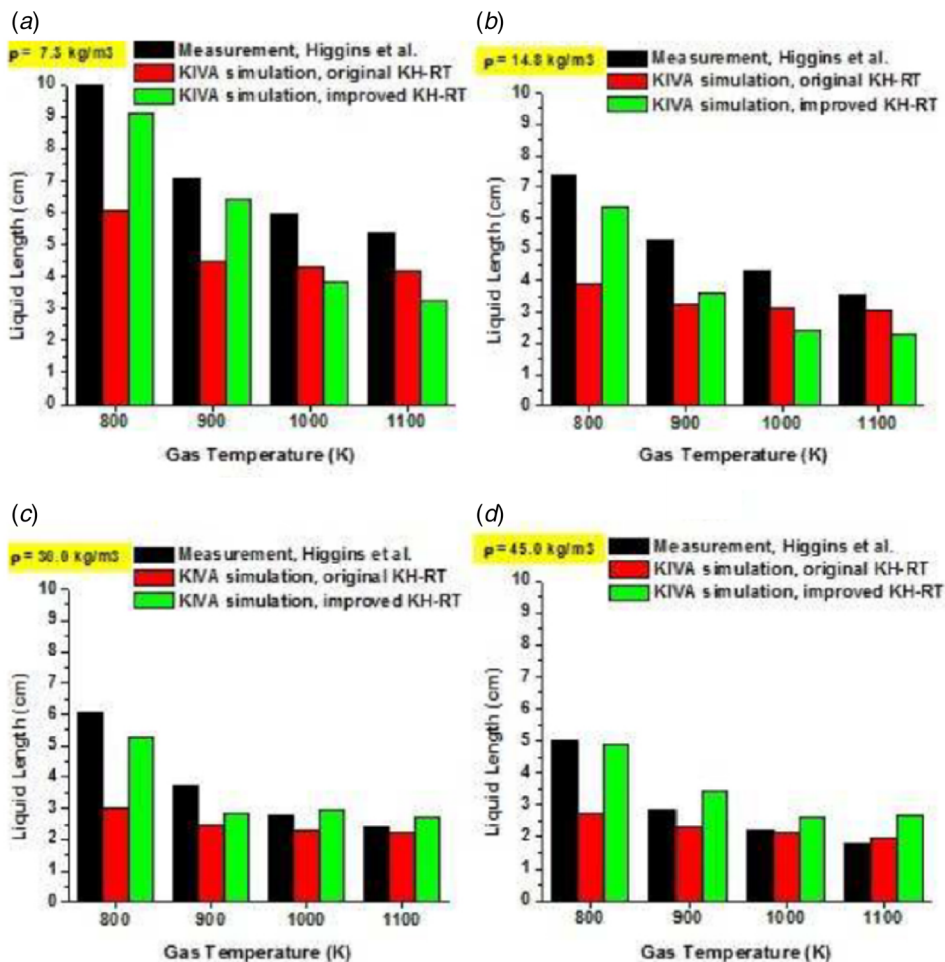 (a)
ρ = 7.3 kg/m3
Measurement, Higgins et al.
KIVA simulation, original KH-RT
KIVA simulation, improved KH-RT
10
9
8
7
6
5
4
3
2
1
0
Liquid Length (cm)
800 900 1000 1100
Gas Temperature (K)
(b)
ρ = 14.8 kg/m3
Measurement, Higgins et al.
KIVA simulation, original KH-RT
KIVA simulation, improved KH-RT
10
9
8
7
6
5
4
3
2
1
0
Liquid Length (cm)
800 900 1000 1100
Gas Temperature (K)
(c)
ρ = 30.0 kg/m3
Measurement, Higgins et al.
KIVA simulation, original KH-RT
KIVA simulation, improved KH-RT
10
9
8
7
6
5
4
3
2
1
0
Liquid Length (cm)
800 900 1000 1100
Gas Temperature (K)
(d)
ρ = 45.0 kg/m3
Measurement, Higgins et al.
KIVA simulation, original KH-RT
KIVA simulation, improved KH-RT
10
9
8
7
6
5
4
3
2
1
0
Liquid Length (cm)
800 900 1000 1100
Gas Temperature (K)